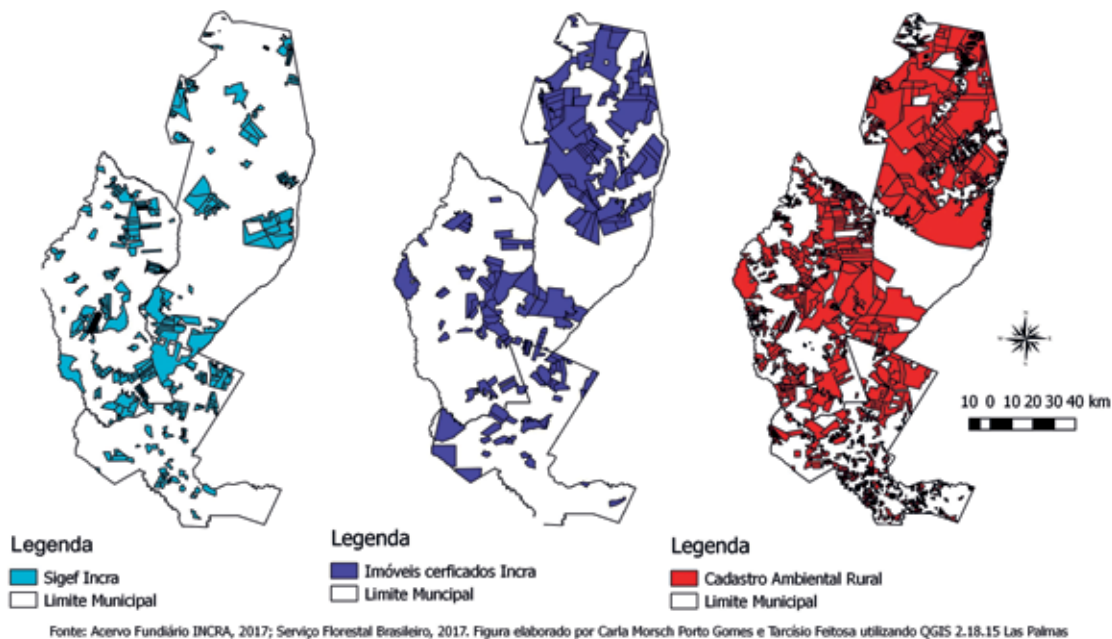 10 0 10 20 30 40 km
Legenda
Sigef Incra
Limite Municipal
Legenda
Imóveis cerficados Incra
Limite Muncipal
Legenda
Cadastro Ambiental Rural
Limite Municipal
Fonte: Acervo Fundiário INCRA, 2017; Serviço Florestal Brasileiro, 2017. Figura elaborado por Carla Morsch Porto Gomes e Tarcísio Feitosa utilizando QGIS 2.18.15 Las Palmas